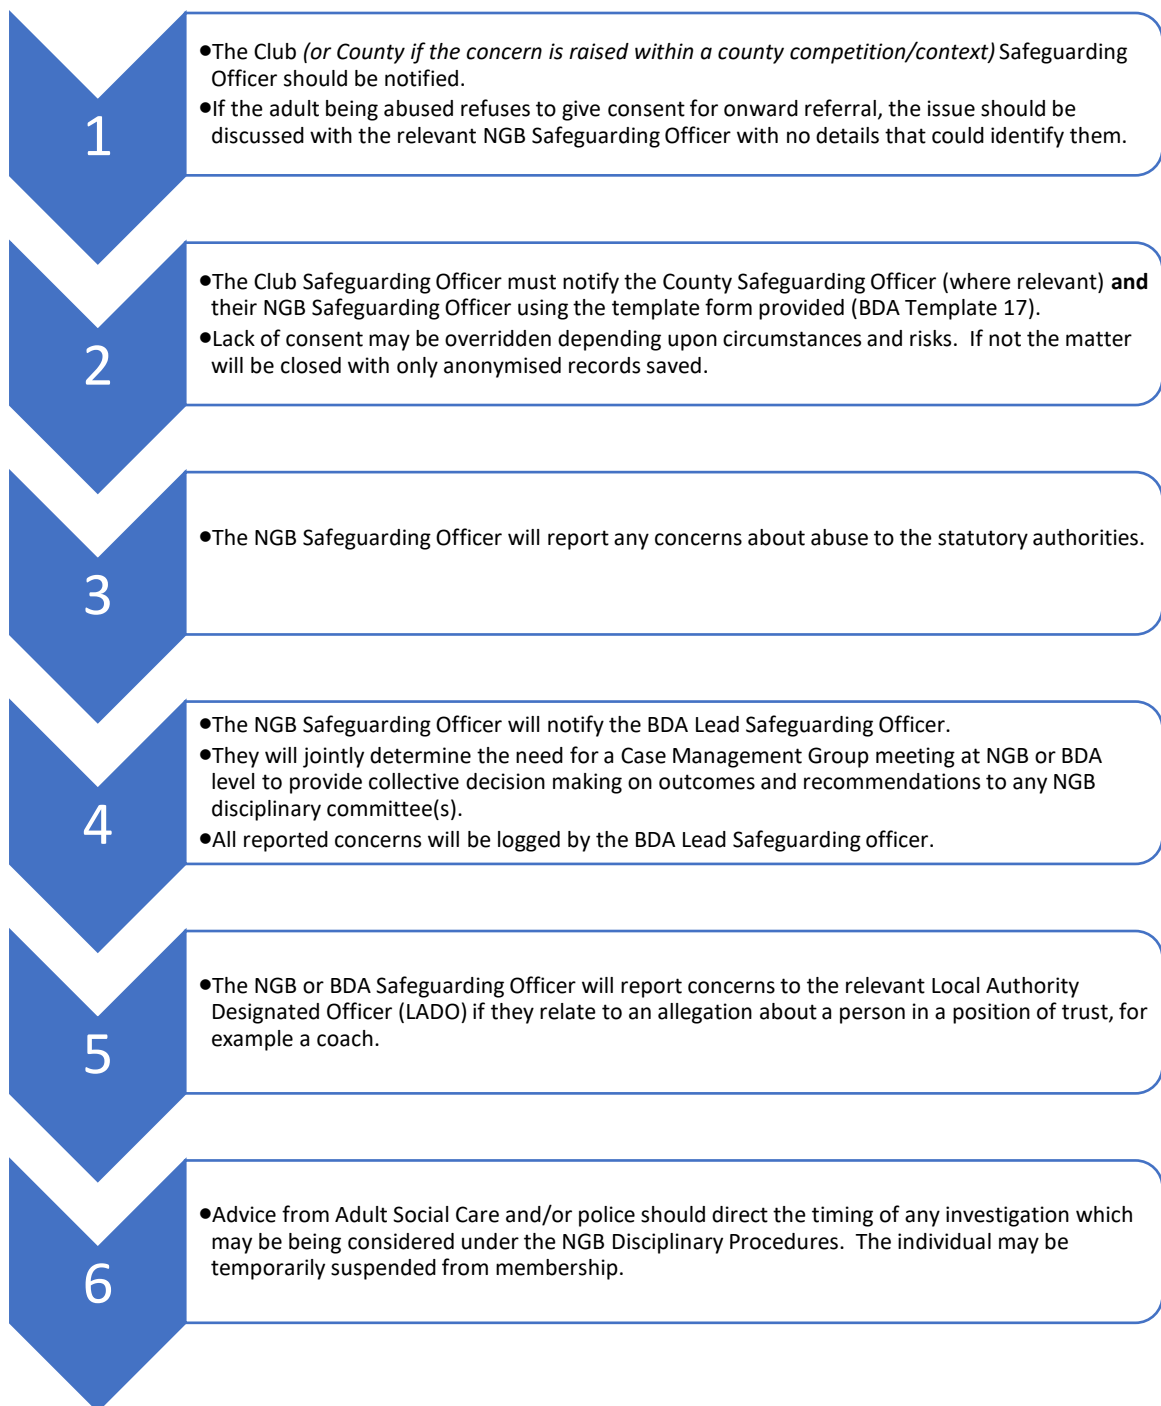 1
●The Club (or County if the concern is raised within a county competition/context) Safeguarding
Officer should be notified.
●If the adult being abused refuses to give consent for onward referral, the issue should be
discussed with the relevant NGB Safeguarding Officer with no details that could identify them.
2
●The Club Safeguarding Officer must notify the County Safeguarding Officer (where relevant) and
their NGB Safeguarding Officer using the template form provided (BDA Template 17).
●Lack of consent may be overridden depending upon circumstances and risks.  If not the matter
will be closed with only anonymised records saved.
3
●The NGB Safeguarding Officer will report any concerns about abuse to the statutory authorities.
4
●The NGB Safeguarding Officer will notify the BDA Lead Safeguarding Officer.
●They will jointly determine the need for a Case Management Group meeting at NGB or BDA
level to provide collective decision making on outcomes and recommendations to any NGB
disciplinary committee(s).
●All reported concerns will be logged by the BDA Lead Safeguarding officer.
5
●The NGB or BDA Safeguarding Officer will report concerns to the relevant Local Authority
Designated Officer (LADO) if they relate to an allegation about a person in a position of trust, for
example a coach.
6
●Advice from Adult Social Care and/or police should direct the timing of any investigation which
may be being considered under the NGB Disciplinary Procedures.  The individual may be
temporarily suspended from membership.